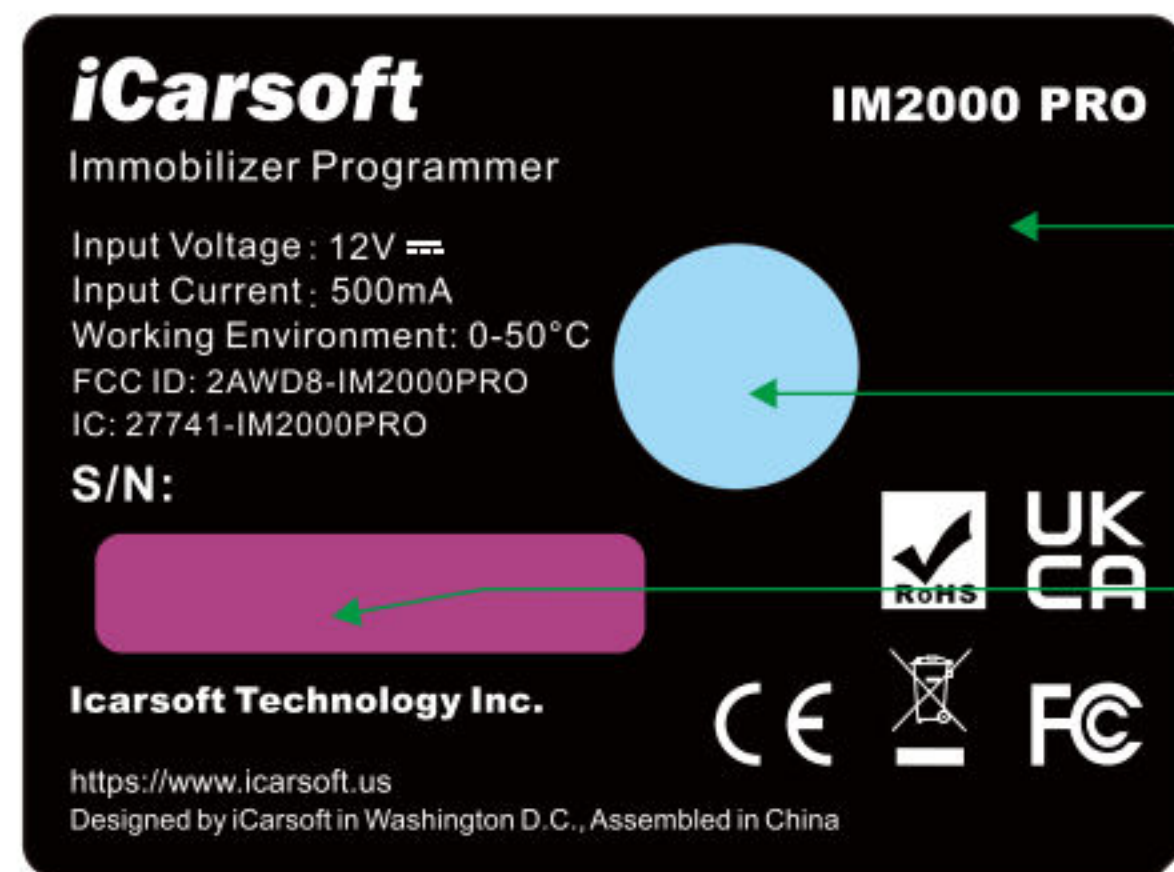 iCarsoft
IM2000 PRO
Immobilizer Programmer
Input Voltage: 12V
Input Current: 500mA
Working Environment: 0-50°C
FCC ID: 2AWD8-IM2000PRO
IC: 27741-IM2000PRO
S/N:
RoHS
UK
CA
Icarsoft Technology Inc.
CE
FC
https://www.icarsoft.us
Designed by iCarsoft in Washington D.C., Assembled in China